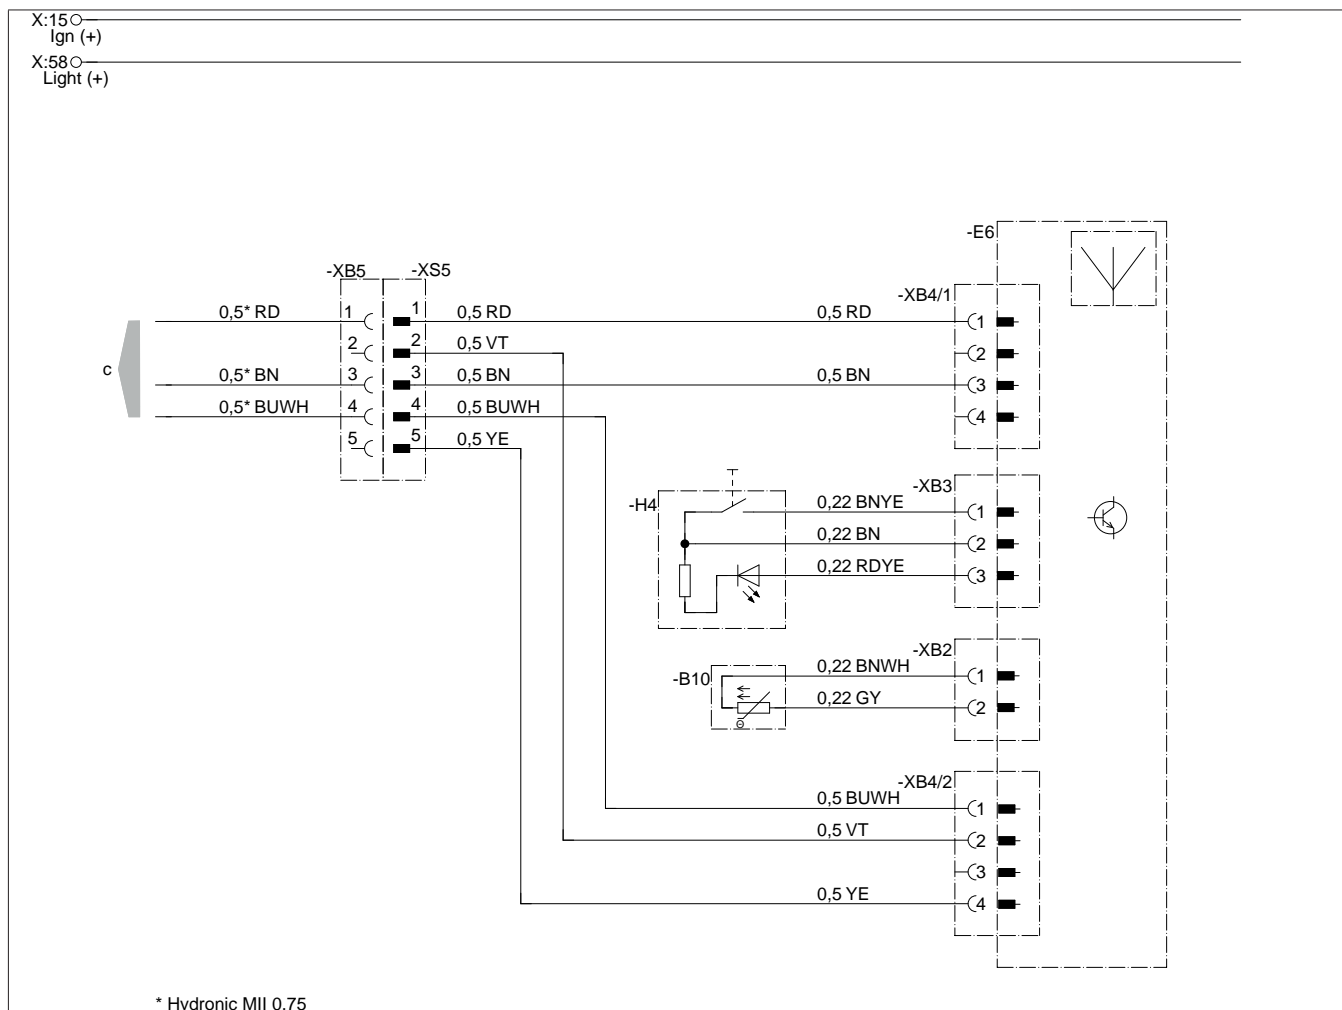 X:15
Ign (+)
X:58
Light (+)
-E6
-XB5 -XS5
-XB4/1
0,5* RD 1 1 0,5 RD 0,5 RD 1
2 2 0,5 VT 2
c 0,5* BN 3 3 0,5 BN 0,5 BN 3
0,5* BUWH 4 4 0,5 BUWH 4
5 5 0,5 YE
-XB3
-H4 0,22 BNYE 1
0,22 BN 2
0,22 RDYE 3
-XB2
-B10 0,22 BNWH 1
0,22 GY 2
Θ
-XB4/2
0,5 BUWH 1
0,5 VT 2
3
0,5 YE 4
* Hydronic MII 0,75